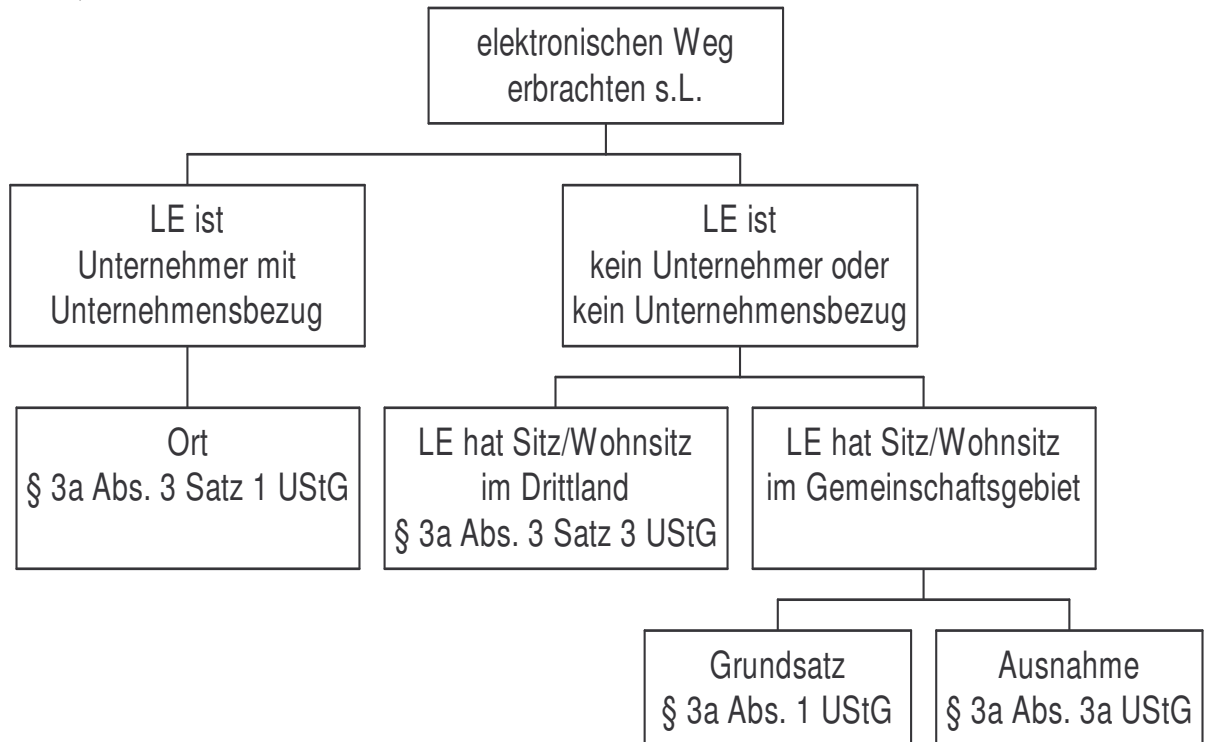 elektronischen Weg
erbrachten s.L.
LE ist
Unternehmer mit
Unternehmensbezug
LE ist
kein Unternehmer oder
kein Unternehmensbezug
Ort
§ 3a Abs. 3 Satz 1 UStG
LE hat Sitz/Wohnsitz
im Drittland
§ 3a Abs. 3 Satz 3 UStG
LE hat Sitz/Wohnsitz
im Gemeinschaftsgebiet
Grundsatz
§ 3a Abs. 1 UStG
Ausnahme
§ 3a Abs. 3a UStG